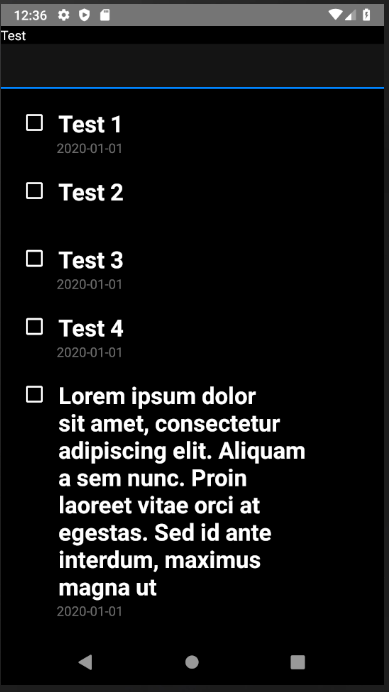 12:36
Test
Test 1
2020-01-01
Test 2
Test 3
2020-01-01
Test 4
2020-01-01
Lorem ipsum dolor
sit amet, consectetur
adipiscing elit. Aliquam
a sem nunc. Proin
laoreet vitae orci at
egestas. Sed id ante
interdum, maximus
magna ut
2020-01-01